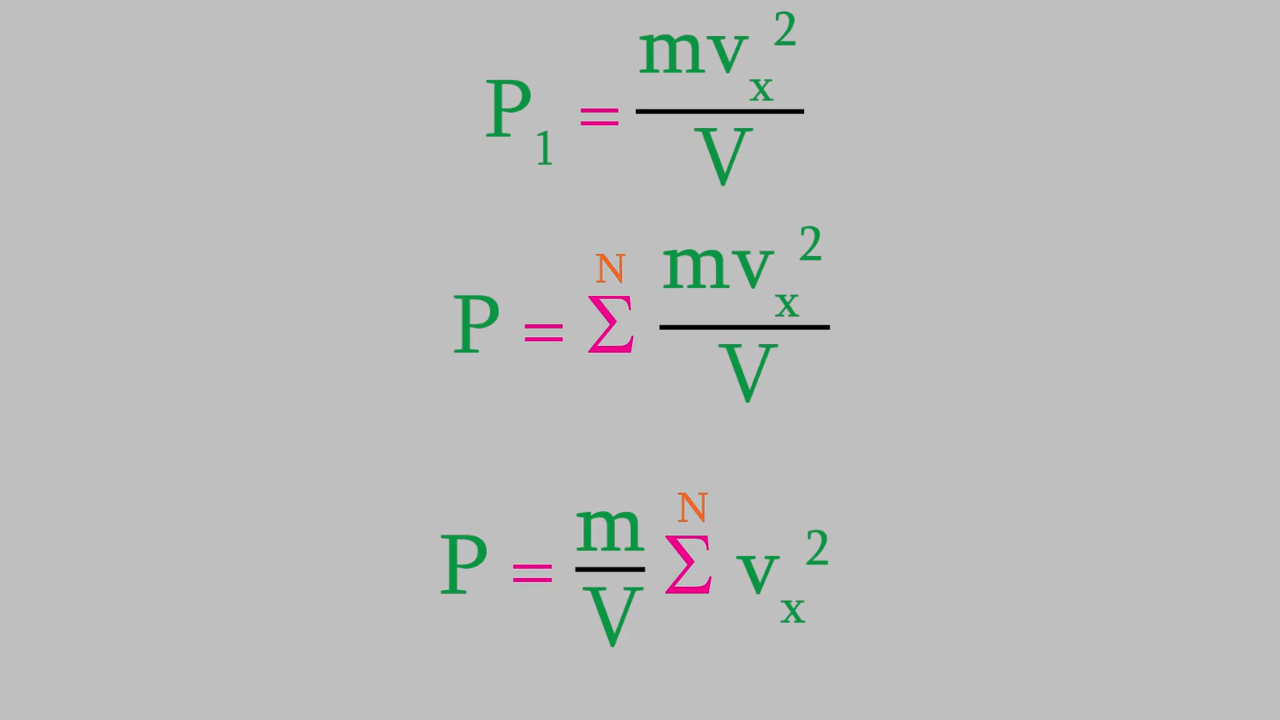 P₁ = mvₓ² / V
P = Σᴺ mvₓ² / V
P = m / V Σᴺ vₓ²